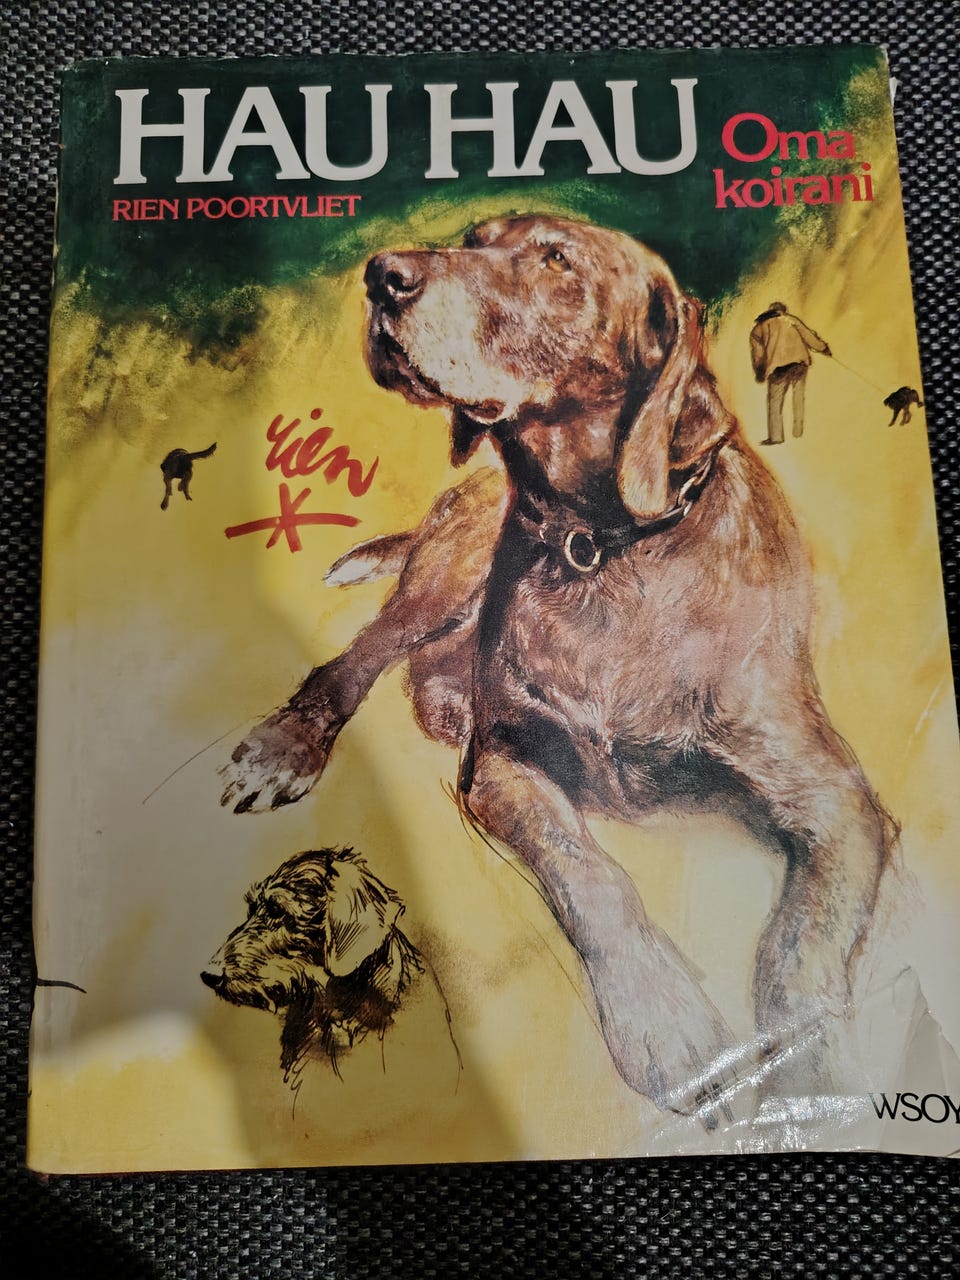 HAU HAU
Oma
koirani
RIEN POORTVLIET
rien
WSOY